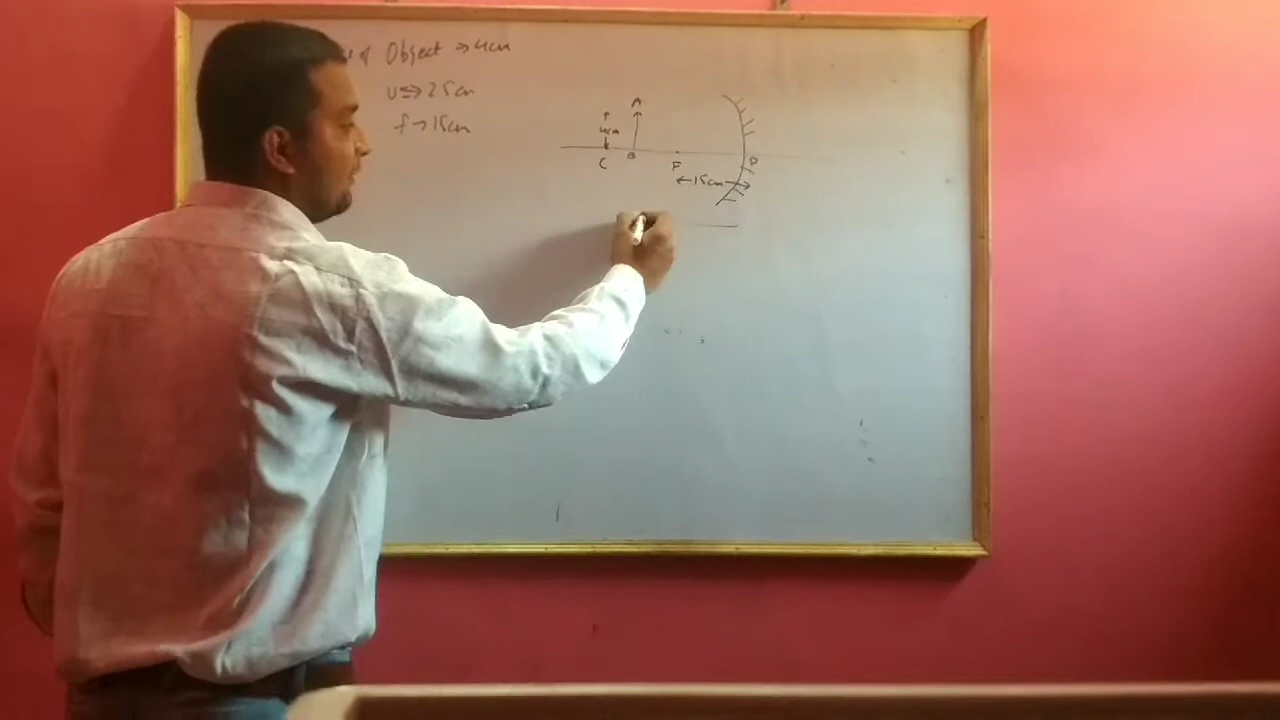 of Object → 4cm
u ⇒ 25cm
f → 15cm
A
4cm
C B F P
← 15cm →